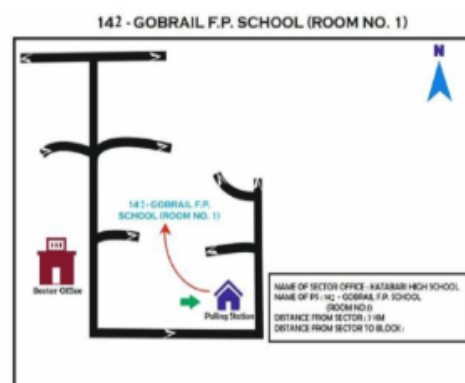 142 - GOBRAIL F.P. SCHOOL (ROOM NO. 1)
N
142 - GOBRAIL F.P.
SCHOOL (ROOM NO. 1)
Sector Office
Polling Station
NAME OF SECTOR OFFICE : KATABARI HIGH SCHOOL
NAME OF PS : 142 - GOBRAIL F.P. SCHOOL
(ROOM NO.1)
DISTANCE FROM SECTOR :
DISTANCE FROM SECTOR TO BLOCK :